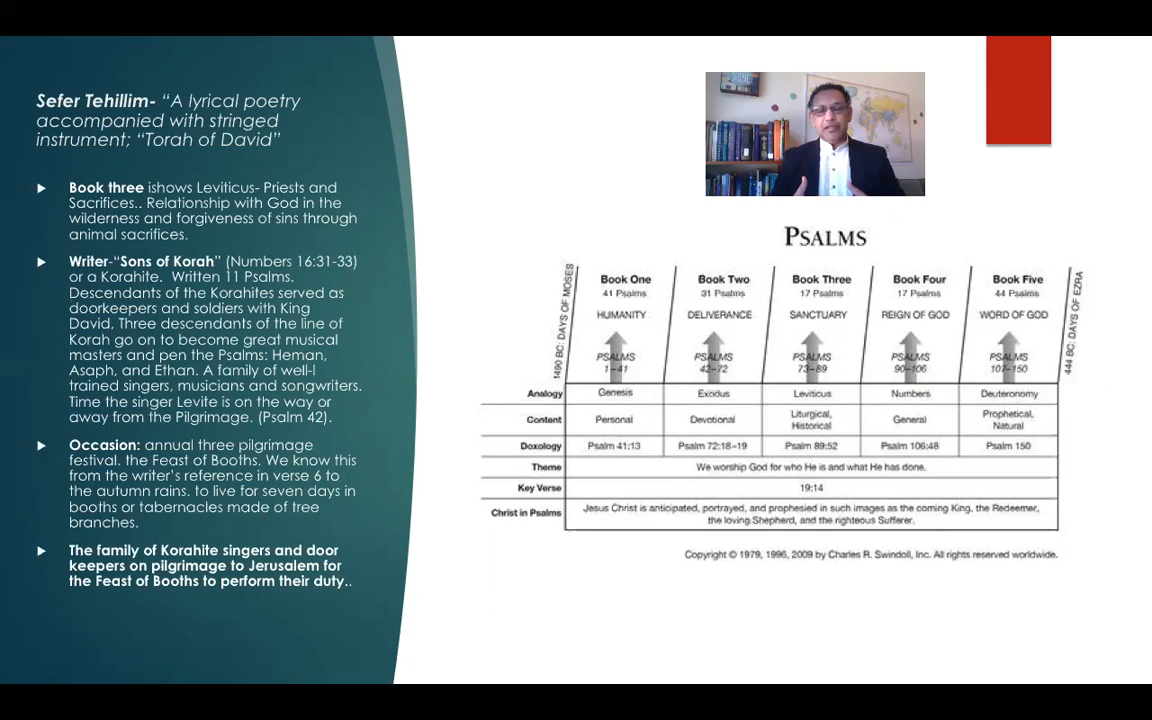 Sefer Tehillim- “A lyrical poetry
accompanied with stringed
instrument; “Torah of David”
Book three ishows Leviticus- Priests and
Sacrifices.. Relationship with God in the
wilderness and forgiveness of sins through
animal sacrifices.
Writer-“Sons of Korah” (Numbers 16:31-33)
or a Korahite.  Written 11 Psalms.
Descendants of the Korahites served as
doorkeepers and soldiers with King
David, Three descendants of the line of
Korah go on to become great musical
masters and pen the Psalms: Heman,
Asaph, and Ethan. A family of well-l
trained singers, musicians and songwriters.
Time the singer Levite is on the way or
away from the Pilgrimage. (Psalm 42).
Occasion: annual three pilgrimage
festival. the Feast of Booths. We know this
from the writer’s reference in verse 6 to
the autumn rains. to live for seven days in
booths or tabernacles made of tree
branches.
The family of Korahite singers and door
keepers on pilgrimage to Jerusalem for
the Feast of Booths to perform their duty..
PSALMS
1490 BC: DAYS OF MOSES
Book One Book Two Book Three Book Four Book Five
41 Psalms 31 Psalms 17 Psalms 17 Psalms 44 Psalms
HUMANITY DELIVERANCE SANCTUARY REIGN OF GOD WORD OF GOD
PSALMS PSALMS PSALMS PSALMS PSALMS
1–41 42–72 73–89 90–106 107–150
444 BC: DAYS OF EZRA
Analogy Genesis Exodus Leviticus Numbers Deuteronomy
Content Personal Devotional Liturgical, Historical General Prophetical, Natural
Doxology Psalm 41:13 Psalm 72:18–19 Psalm 89:52 Psalm 106:48 Psalm 150
Theme We worship God for who He is and what He has done.
Key Verse 19:14
Christ in Psalms Jesus Christ is anticipated, portrayed, and prophesied in such images as the coming King, the Redeemer,
the loving Shepherd, and the righteous Sufferer.
Copyright © 1979, 1996, 2009 by Charles R. Swindoll, Inc. All rights reserved worldwide.